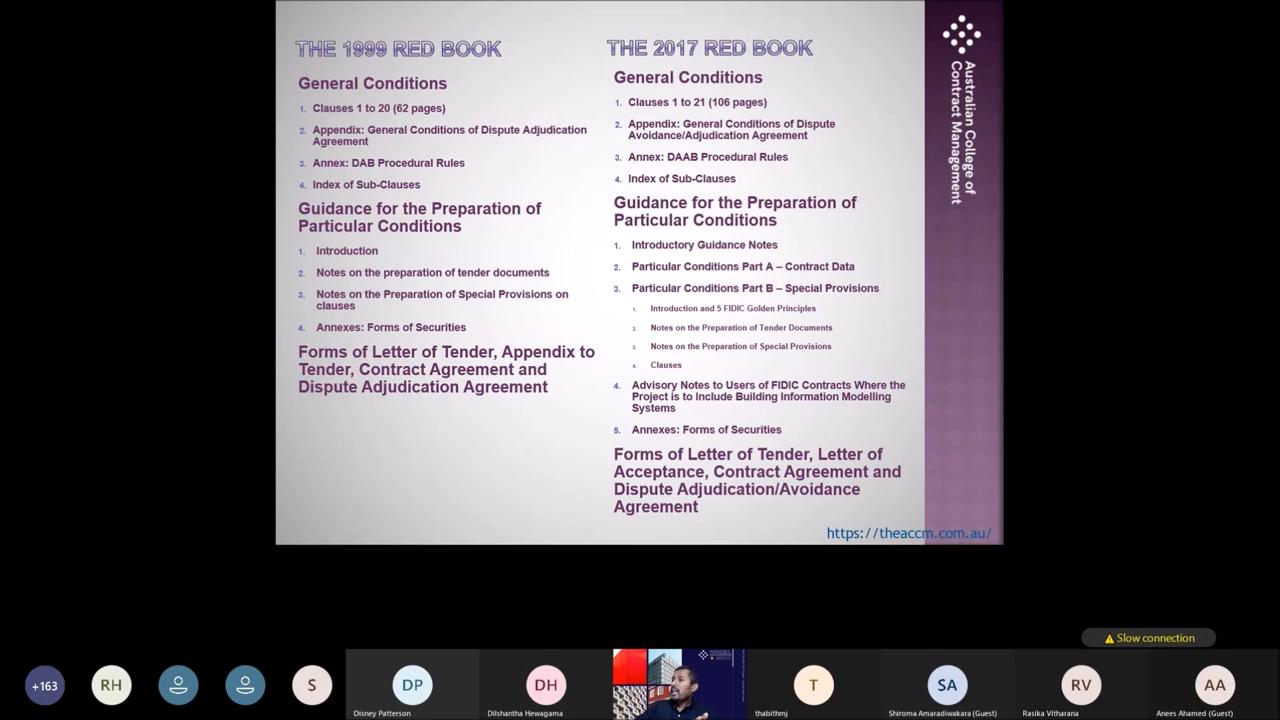 THE 1999 RED BOOK
General Conditions
1. Clauses 1 to 20 (62 pages)
2. Appendix: General Conditions of Dispute Adjudication
Agreement
3. Annex: DAB Procedural Rules
4. Index of Sub-Clauses
Guidance for the Preparation of
Particular Conditions
1. Introduction
2. Notes on the preparation of tender documents
3. Notes on the Preparation of Special Provisions on
clauses
4. Annexes: Forms of Securities
Forms of Letter of Tender, Appendix to
Tender, Contract Agreement and
Dispute Adjudication Agreement
THE 2017 RED BOOK
General Conditions
1. Clauses 1 to 21 (106 pages)
2. Appendix: General Conditions of Dispute
Avoidance/Adjudication Agreement
3. Annex: DAAB Procedural Rules
4. Index of Sub-Clauses
Guidance for the Preparation of
Particular Conditions
1. Introductory Guidance Notes
2. Particular Conditions Part A – Contract Data
3. Particular Conditions Part B – Special Provisions
1. Introduction and 5 FIDIC Golden Principles
2. Notes on the Preparation of Tender Documents
3. Notes on the Preparation of Special Provisions
4. Clauses
4. Advisory Notes to Users of FIDIC Contracts Where the
Project is to Include Building Information Modelling
Systems
5. Annexes: Forms of Securities
Forms of Letter of Tender, Letter of
Acceptance, Contract Agreement and
Dispute Adjudication/Avoidance
Agreement
Australian College of
Contract Management
https://theaccm.com.au/
Slow connection
+163
RH
S
DP
Disney Patterson
DH
Dilshantha Hewagama
T
thabithmj
SA
Shiroma Amaradiwakara (Guest)
RV
Rasika Vitharana
AA
Anees Ahamed (Guest)